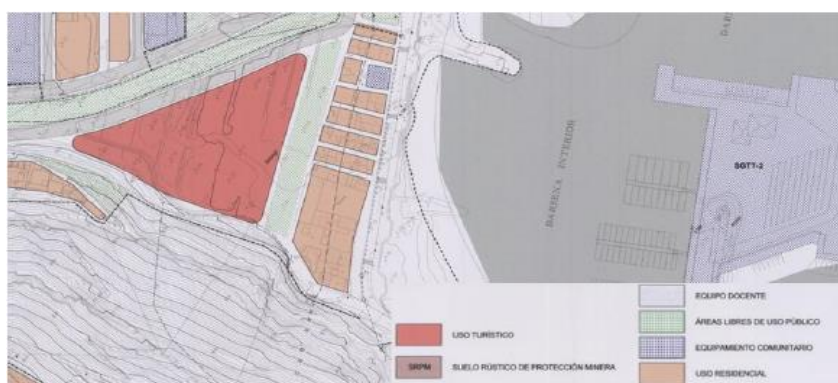 DARSENA INTERIOR
SGTT-2
USO TURÍSTICO
SRPM
SUELO RÚSTICO DE PROTECCIÓN MINERA
EQUIPO DOCENTE
ÁREAS LIBRES DE USO PÚBLICO
EQUIPAMIENTO COMUNITARIO
USO RESIDENCIAL